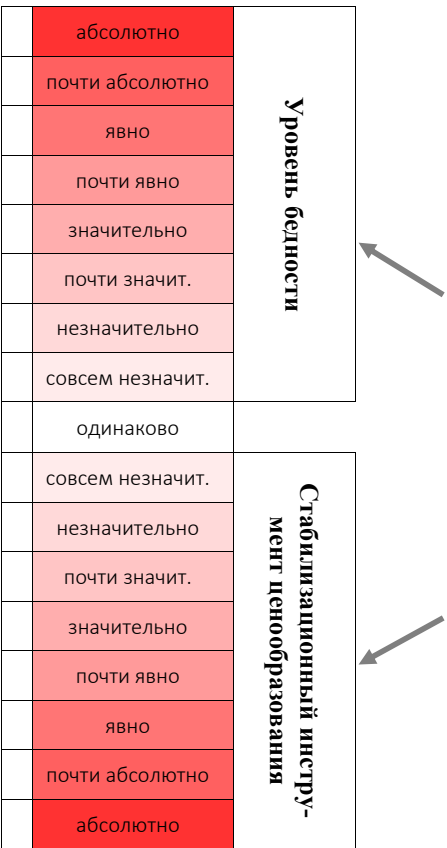 абсолютно
почти абсолютно
явно
почти явно
значительно
почти значит.
незначительно
совсем незначит.
Уровень бедности
одинаково
совсем незначит.
незначительно
почти значит.
значительно
почти явно
явно
почти абсолютно
абсолютно
Стабилизационный инстру-
мент ценообразования